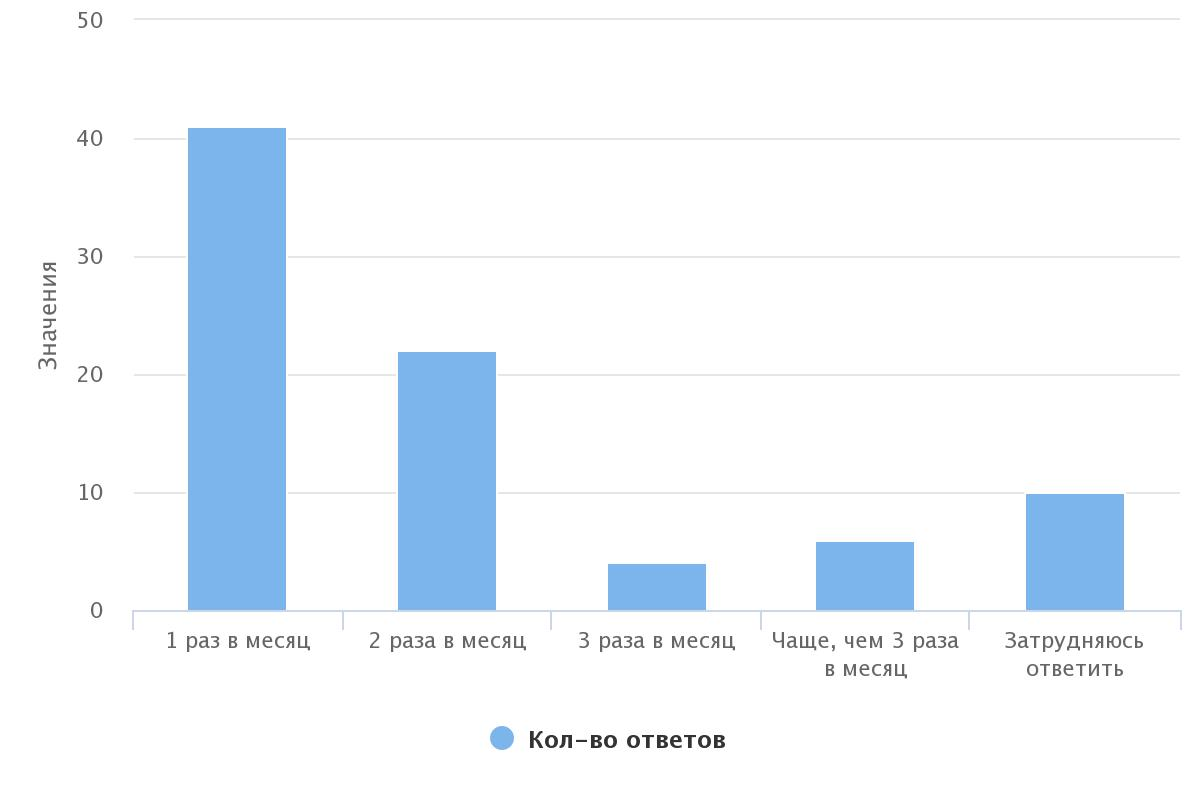 50
40
30
20
10
0
Значения
1 раз в месяц
2 раза в месяц
3 раза в месяц
Чаще, чем 3 раза
в месяц
Затрудняюсь
ответить
Кол-во ответов